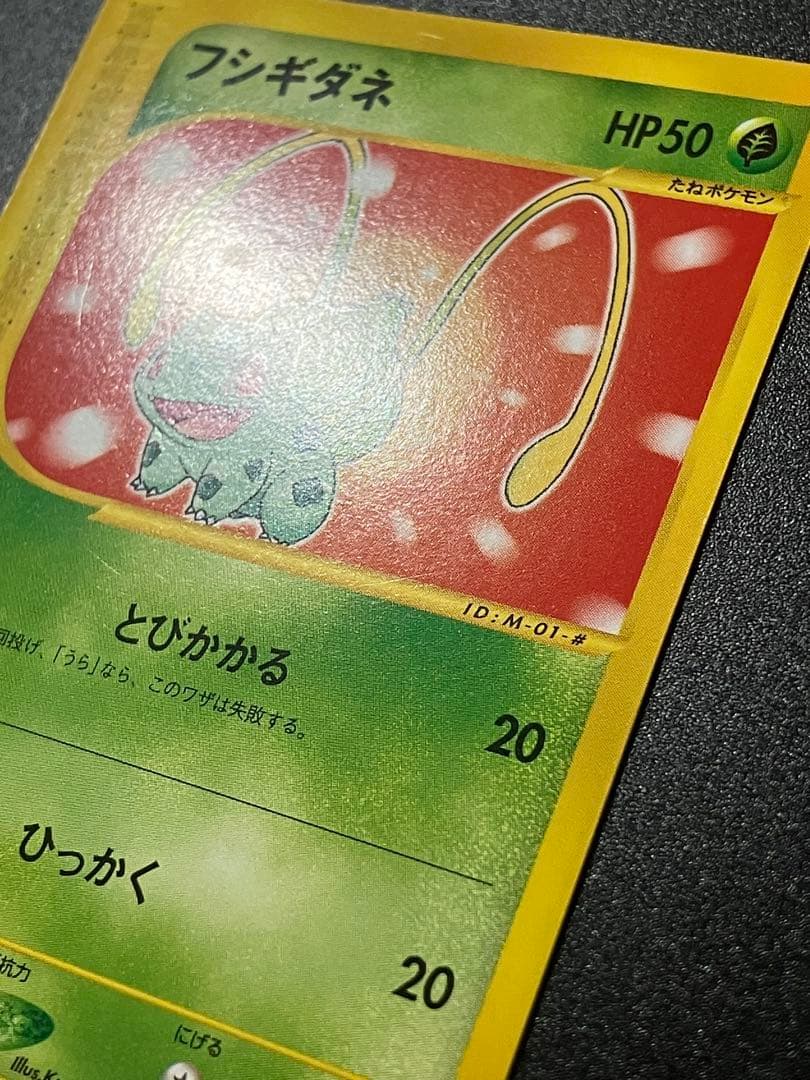 フシギダネ
HP50
たねポケモン
ID:M-01-#
とびかかる
投げ、「うら」なら、このワザは失敗する。
20
ひっかく
20
抗力
にげる
Illus.K